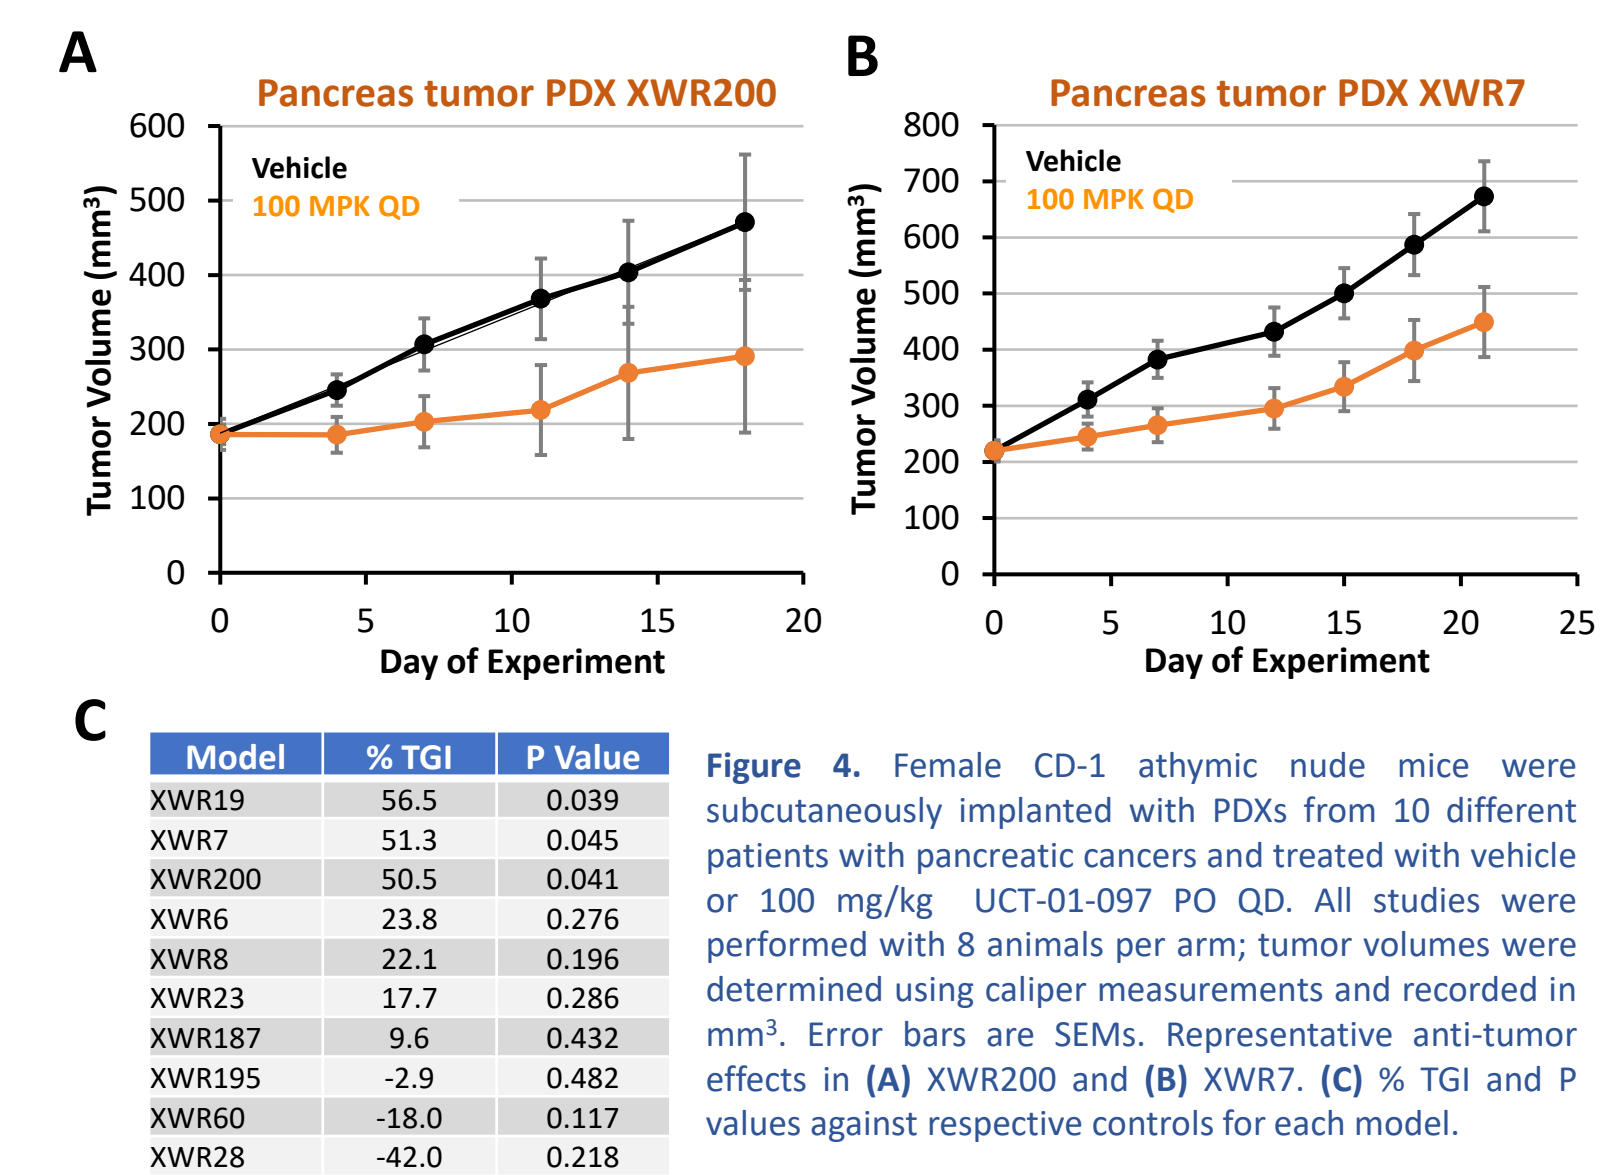 A
Pancreas tumor PDX XWR200
Vehicle
100 MPK QD
Tumor Volume (mm³)
600
500
400
300
200
100
0
0 5 10 15 20
Day of Experiment
B
Pancreas tumor PDX XWR7
Vehicle
100 MPK QD
Tumor Volume (mm³)
800
700
600
500
400
300
200
100
0
0 5 10 15 20 25
Day of Experiment
C
Model % TGI P Value
XWR19 56.5 0.039
XWR7 51.3 0.045
XWR200 50.5 0.041
XWR6 23.8 0.276
XWR8 22.1 0.196
XWR23 17.7 0.286
XWR187 9.6 0.432
XWR195 -2.9 0.482
XWR60 -18.0 0.117
XWR28 -42.0 0.218
Figure 4. Female CD-1 athymic nude mice were
subcutaneously implanted with PDXs from 10 different
patients with pancreatic cancers and treated with vehicle
or 100 mg/kg UCT-01-097 PO QD. All studies were
performed with 8 animals per arm; tumor volumes were
determined using caliper measurements and recorded in
mm³. Error bars are SEMs. Representative anti-tumor
effects in (A) XWR200 and (B) XWR7. (C) % TGI and P
values against respective controls for each model.